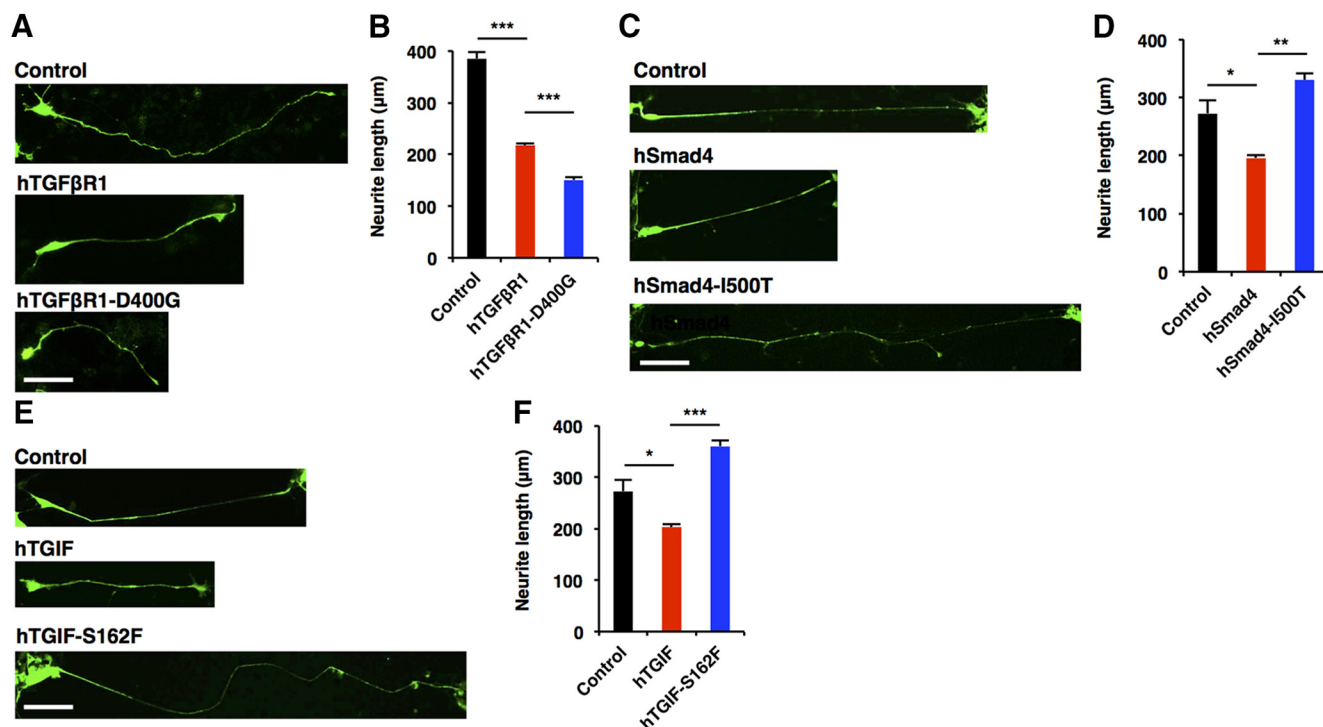 A
Control
hTGFβR1
hTGFβR1-D400G
B
***
***
Neurite length (µm)
400
300
200
100
0
Control
hTGFβR1
hTGFβR1-D400G
C
Control
hSmad4
hSmad4-I500T
hSmad4
D
*
**
Neurite length (µm)
400
300
200
100
0
Control
hSmad4
hSmad4-I500T
E
Control
hTGIF
hTGIF-S162F
F
*
***
Neurite length (µm)
400
300
200
100
0
Control
hTGIF
hTGIF-S162F